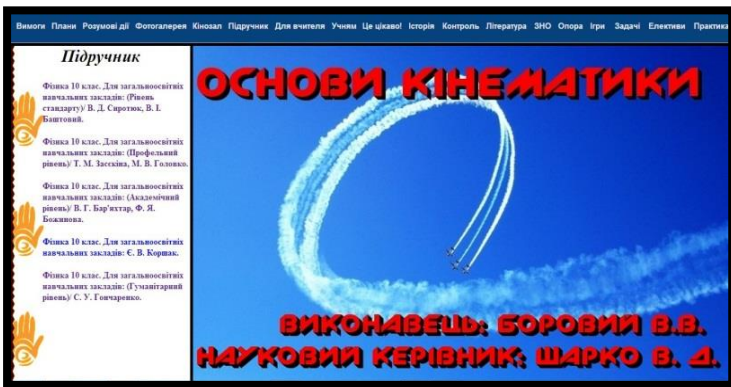 Вимоги Плани Розумові дії Фотогалерея Кінозал Підручник Для вчителя Учням Це цікаво! Історія Контроль Література ЗНО Опора Ігри Задачі Елективи Практика
Підручник
Фізика 10 клас. Для загальноосвітніх
навчальних закладів: (Рівень
стандарту)/ В. Д. Сиротюк, В. І.
Баштовий.
Фізика 10 клас. Для загальноосвітніх
навчальних закладів: (Профельний
рівень)/ Т. М. Засєкіна, М. В. Головко.
Фізика 10 клас. Для загальноосвітніх
навчальних закладів: (Академічний
рівень)/ В. Г. Бар'яхтар, Ф. Я.
Божинова.
Фізика 10 клас. Для загальноосвітніх
навчальних закладів: Є. В. Коршак.
Фізика 10 клас. Для загальноосвітніх
навчальних закладів: (Гуманітарний
рівень)/ С. У. Гончаренко.
ОСНОВИ КІНЕМАТИКИ
ВИКОНАВЕЦЬ: БОРОВИЙ В.В.
НАУКОВИЙ КЕРІВНИК: ШАРКО В. Д.